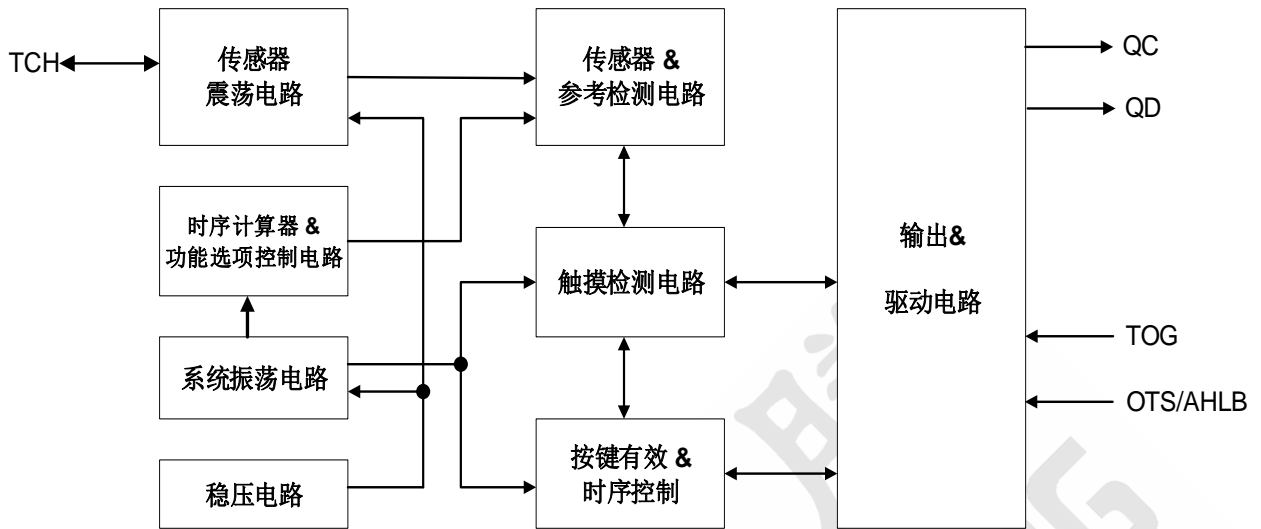 TCH
传感器
震荡电路
传感器 &
参考检测电路
QC
QD
时序计算器 &
功能选项控制电路
触摸检测电路
输出&
驱动电路
系统振荡电路
TOG
OTS/AHLB
稳压电路
按键有效 &
时序控制